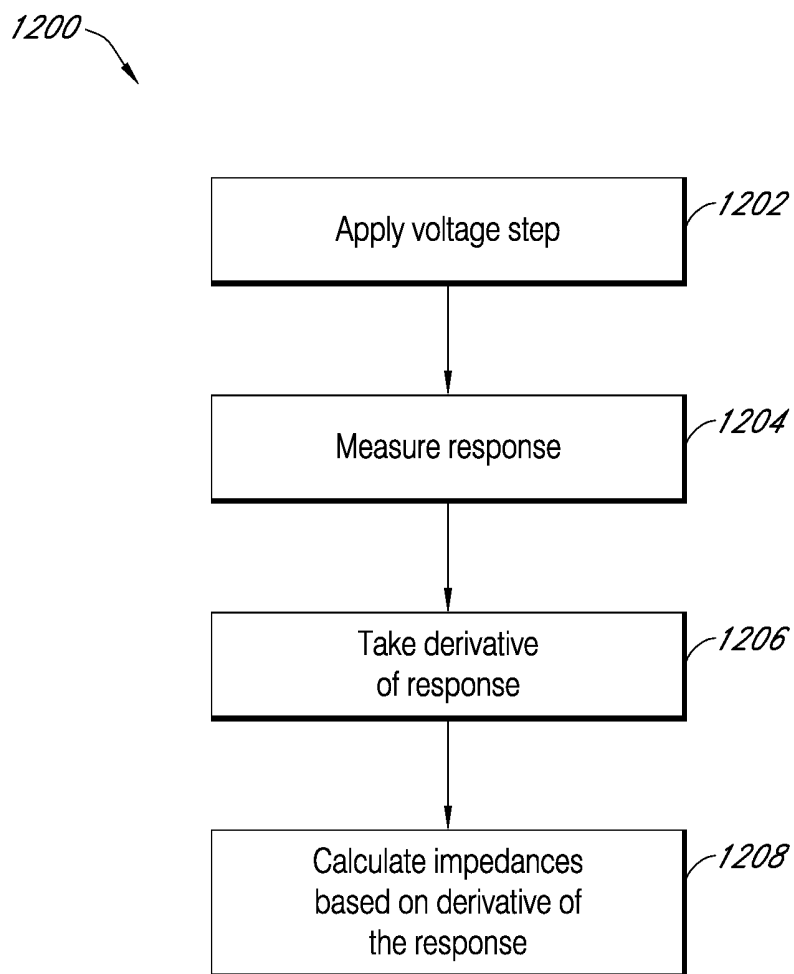 1200
Apply voltage step
1202
Measure response
1204
Take derivative
of response
1206
Calculate impedances
based on derivative of
the response
1208